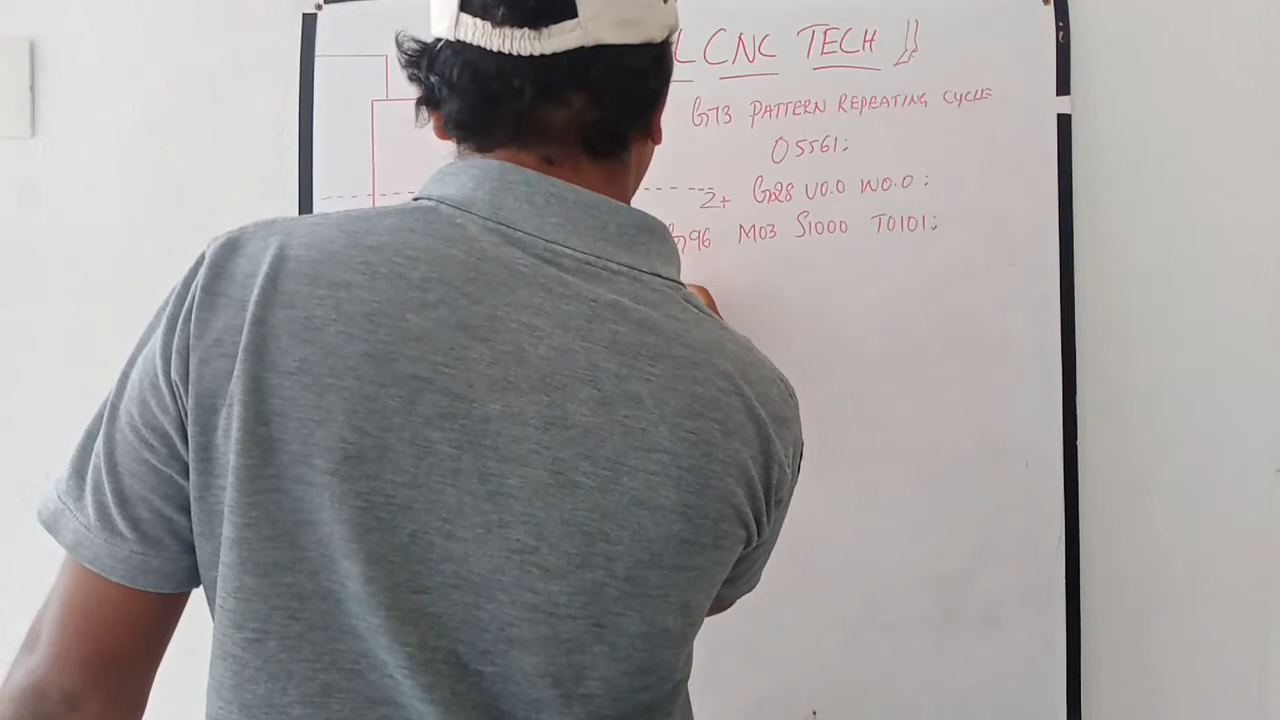 L CNC TECH !!
G73 PATTERN REPEATING CYCLE
O5561;
Z+ G28 U0.0 W0.0;
G96 M03 S1000 T0101;